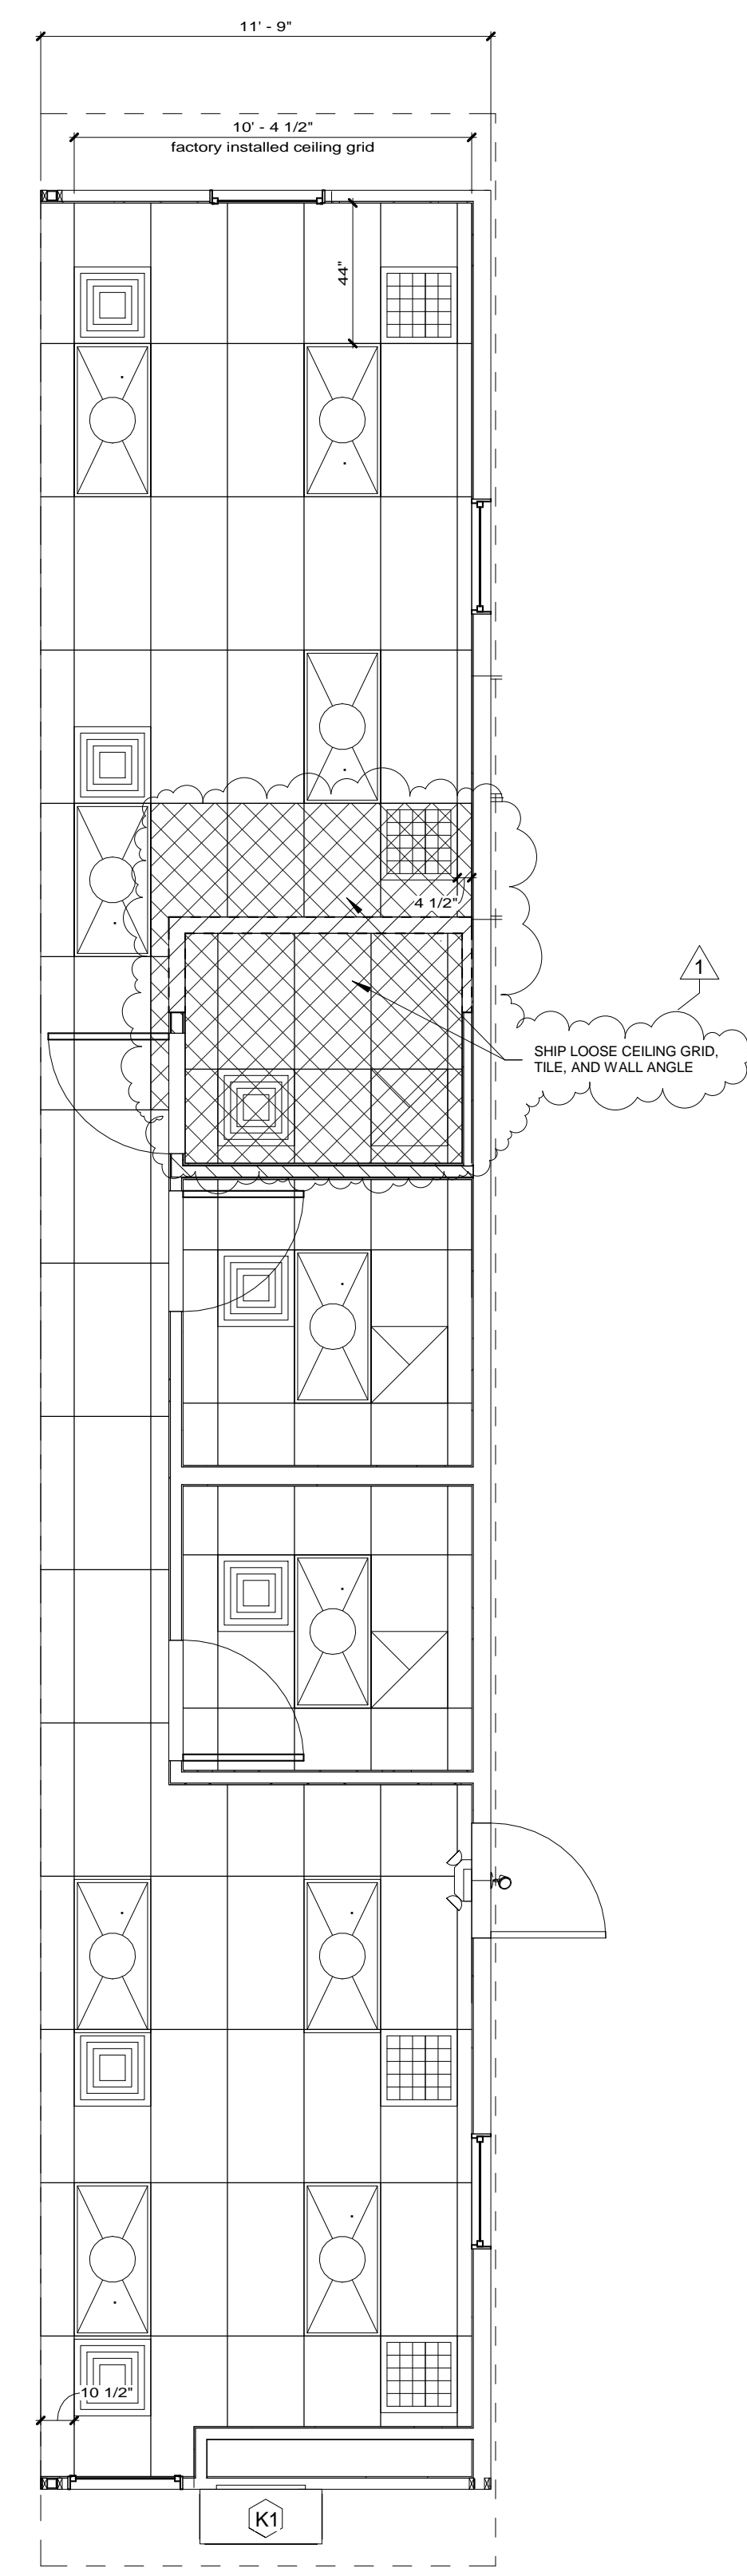 11' - 9"
10' - 4 1/2"
factory installed ceiling grid
44"
4 1/2"
1
SHIP LOOSE CEILING GRID,
TILE, AND WALL ANGLE
10 1/2"
K1